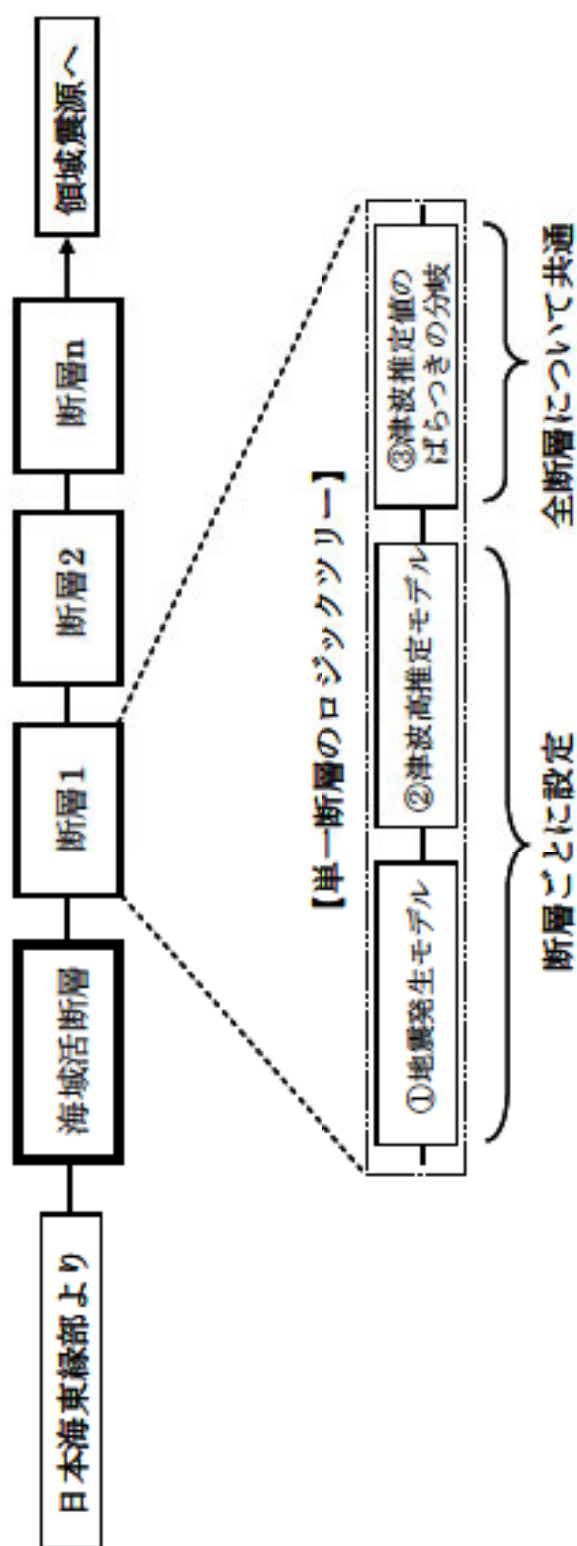 日本海東縁部より
海域活断層
断層1
断層2
断層n
領域震源へ
【単一断層のロジックツリー】
①地震発生モデル
②津波高推定モデル
③津波推定値の
ばらつきの分岐
断層ごとに設定
全断層について共通